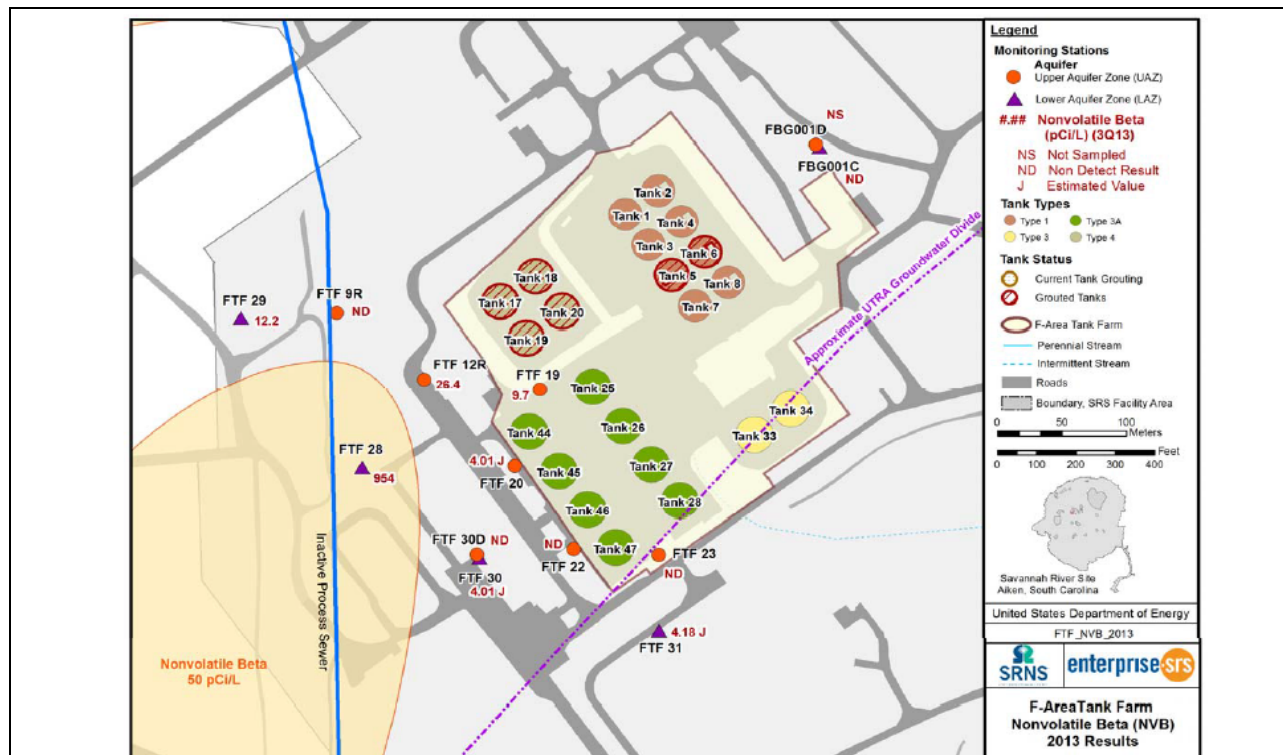 NS
FBG001D
FBG001C
ND
Tank 2
Tank 1
Tank 4
Tank 3
Tank 6
Tank 5
Tank 8
Tank 7
Tank 18
Tank 17
Tank 20
Tank 19
Approximate UTRA Groundwater Divide
FTF 29
12.2
FTF 9R
ND
FTF 12R
26.4
FTF 19
9.7
Tank 25
Tank 34
Tank 33
Tank 44
Tank 26
FTF 28
954
4.01 J
FTF 20
Tank 45
Tank 27
Tank 46
Tank 28
Inactive Process Sewer
FTF 30D
ND
FTF 30
4.01 J
ND
FTF 22
Tank 47
FTF 23
ND
4.18 J
FTF 31
Nonvolatile Beta
50 pCi/L
Legend
Monitoring Stations
Aquifer
Upper Aquifer Zone (UAZ)
Lower Aquifer Zone (LAZ)
#.## Nonvolatile Beta
(pCi/L) (3Q13)
NS Not Sampled
ND Non Detect Result
J Estimated Value
Tank Types
Type 1 Type 3A
Type 3 Type 4
Tank Status
Current Tank Grouting
Grouted Tanks
F-Area Tank Farm
Perennial Stream
Intermittent Stream
Roads
Boundary, SRS Facility Area
0 50 100
Meters
Feet
0 100 200 300 400
Savannah River Site
Aiken, South Carolina
United States Department of Energy
FTF_NVB_2013
SRNS
enterprise·srs
F-AreaTank Farm
Nonvolatile Beta (NVB)
2013 Results